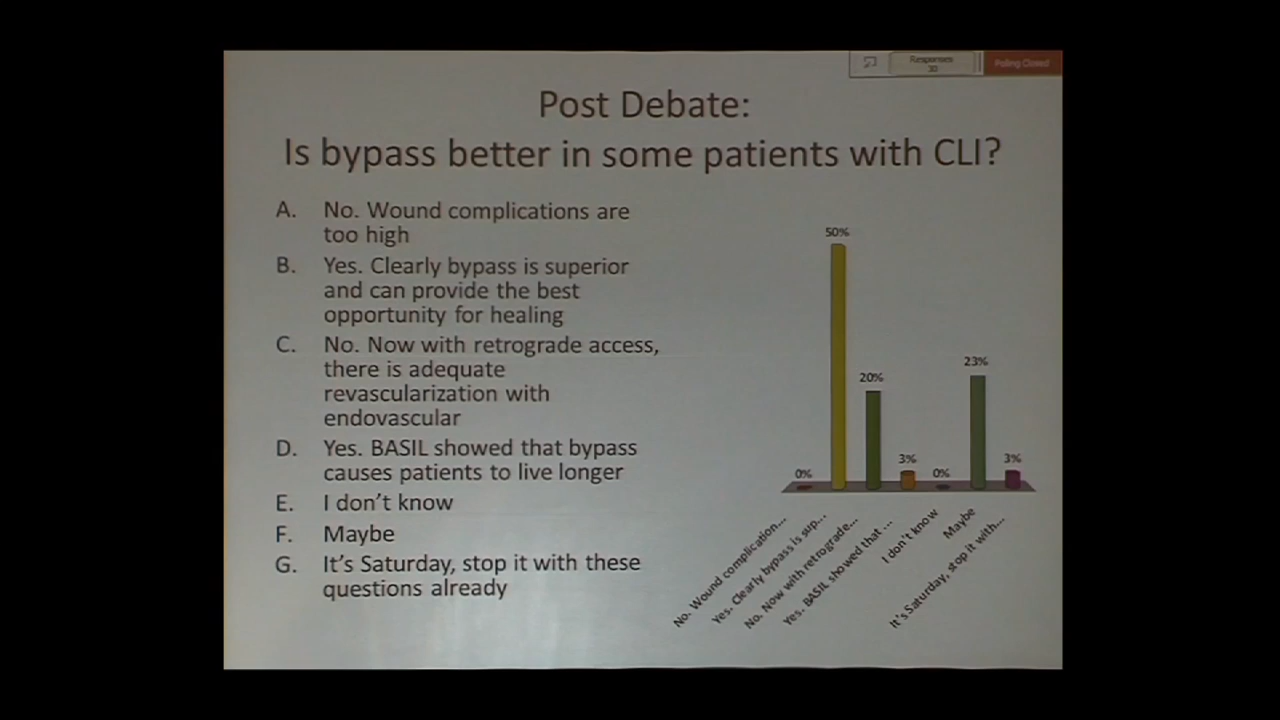 Responses
30
Polling Closed
Post Debate:
Is bypass better in some patients with CLI?
A. No. Wound complications are
too high
B. Yes. Clearly bypass is superior
and can provide the best
opportunity for healing
C. No. Now with retrograde access,
there is adequate
revascularization with
endovascular
D. Yes. BASIL showed that bypass
causes patients to live longer
E. I don't know
F. Maybe
G. It's Saturday, stop it with these
questions already
0%
50%
20%
3%
0%
23%
3%
No. Wound complication...
Yes. Clearly bypass is sup...
No. Now with retrograde...
Yes. BASIL showed that ...
I don't know
Maybe
It's Saturday, stop it with...